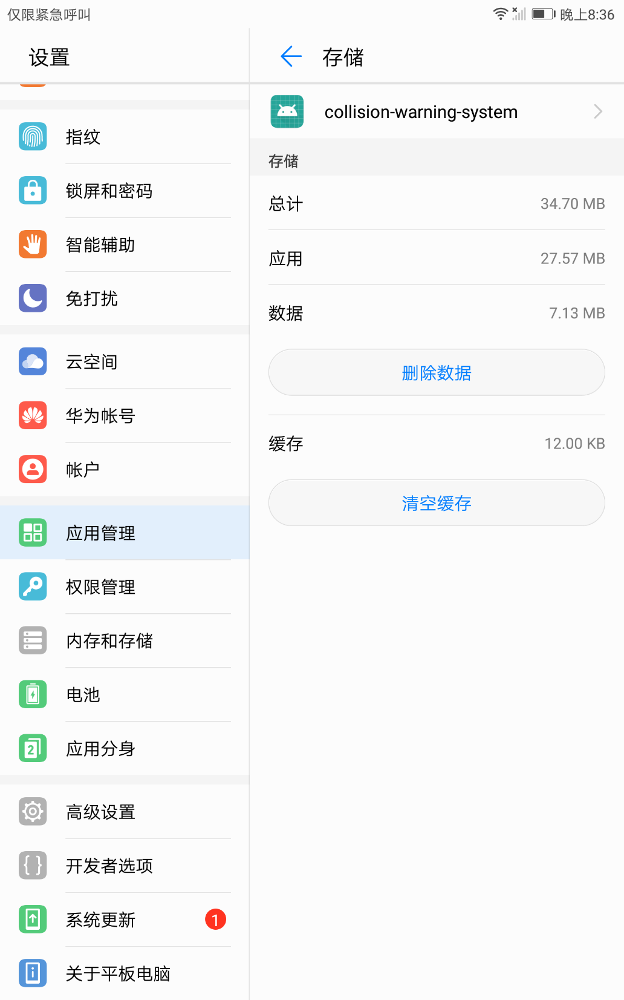 仅限紧急呼叫
晚上8:36
设置
指纹
锁屏和密码
智能辅助
免打扰
云空间
华为帐号
帐户
应用管理
权限管理
内存和存储
电池
2
应用分身
高级设置
开发者选项
系统更新
1
关于平板电脑
存储
collision-warning-system
存储
总计 34.70 MB
应用 27.57 MB
数据 7.13 MB
删除数据
缓存 12.00 KB
清空缓存